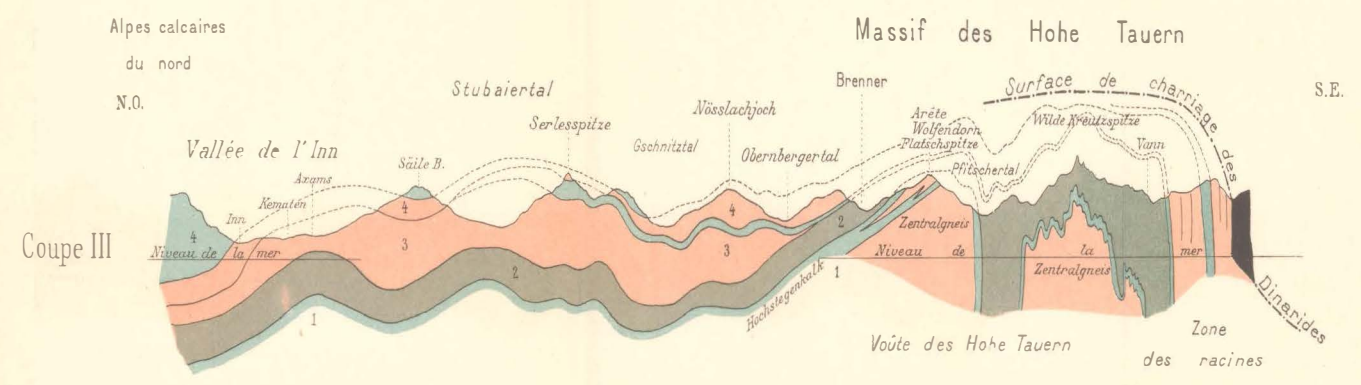 Alpes calcaires
du nord
N.O.
Massif des Hohe Tauern
Surface de charriage des
Dinarides
S.E.
Stubaiertal
Brenner
Nösslachjoch
Serlesspitze
Gschnitztal
Obernbergertal
Arête
Wolfendorn
Platschspitze
Pfitschertal
Wilde Kreutzspitze
Vann
Vallée de l'Inn
Säile B.
Axams
Kematen
Inn
Coupe III
4
4
4
2
3
3
2
1
1
Niveau de la mer
Zentralgneis
Niveau de la mer
Zentralgneis
Hochstegenkalk
Voûte des Hohe Tauern
Zone
des racines